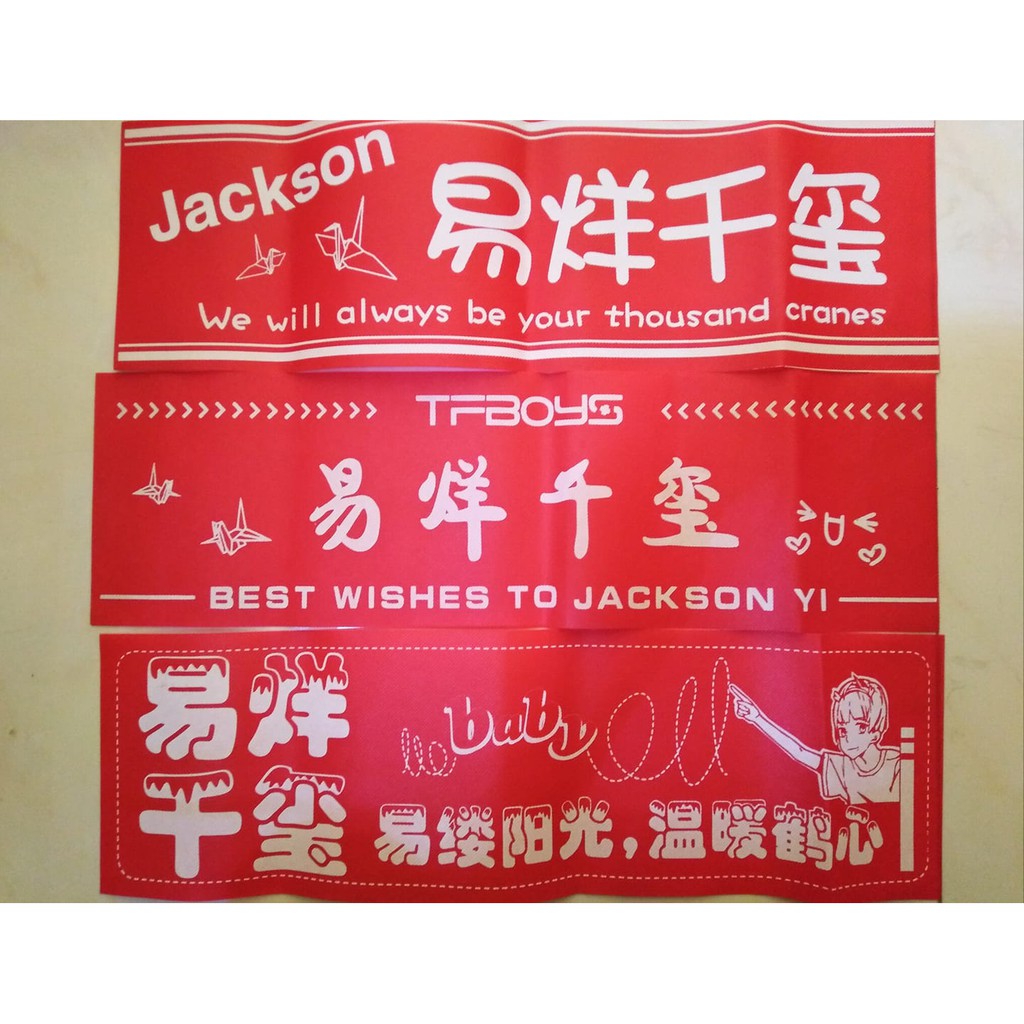 Jackson
易烊千玺
We will always be your thousand cranes
TFBOYS
易烊千玺
BEST WISHES TO JACKSON YI
易烊
千玺
baby
易缕阳光，温暖鹤心